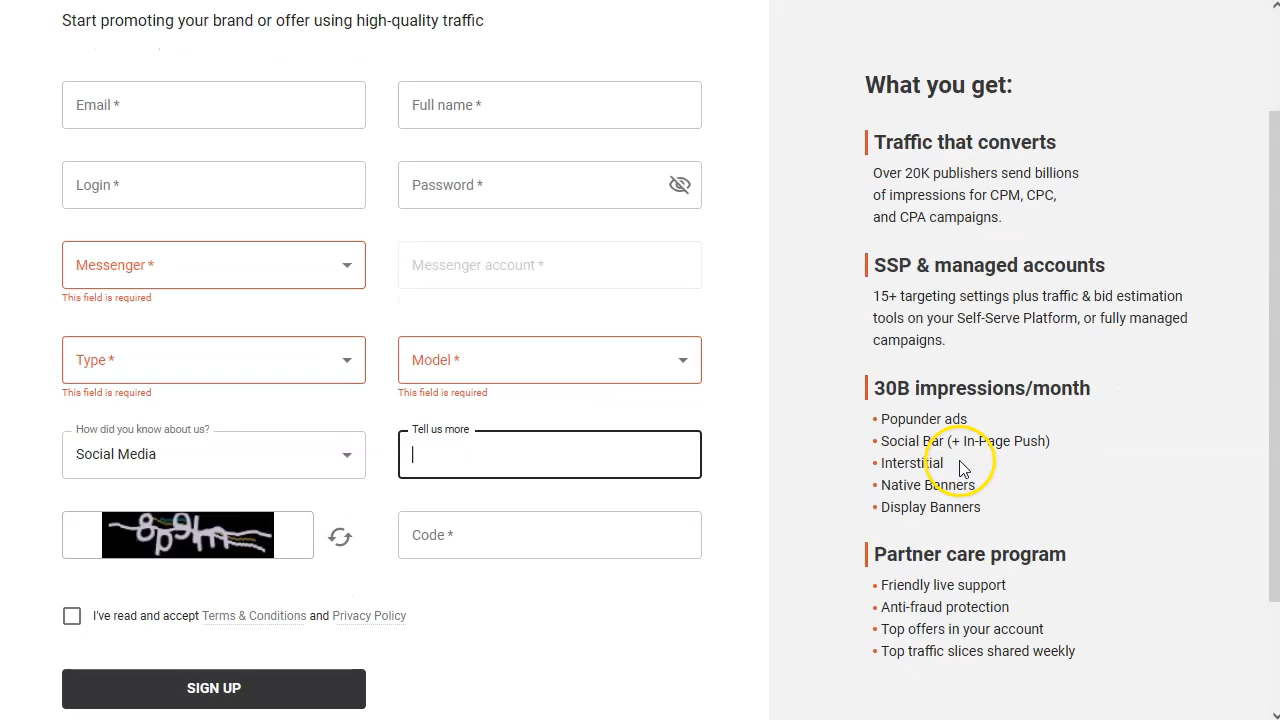 Start promoting your brand or offer using high-quality traffic
Email *
Full name *
Login *
Password *
Messenger *
Messenger account *
This field is required
Type *
Model *
This field is required
This field is required
How did you know about us?
Social Media
Tell us more
8p9lm
Code *
I've read and accept Terms & Conditions and Privacy Policy
SIGN UP
What you get:
Traffic that converts
Over 20K publishers send billions
of impressions for CPM, CPC,
and CPA campaigns.
SSP & managed accounts
15+ targeting settings plus traffic & bid estimation
tools on your Self-Serve Platform, or fully managed
campaigns.
30B impressions/month
• Popunder ads
• Social Bar (+ In-Page Push)
• Interstitial
• Native Banners
• Display Banners
Partner care program
• Friendly live support
• Anti-fraud protection
• Top offers in your account
• Top traffic slices shared weekly